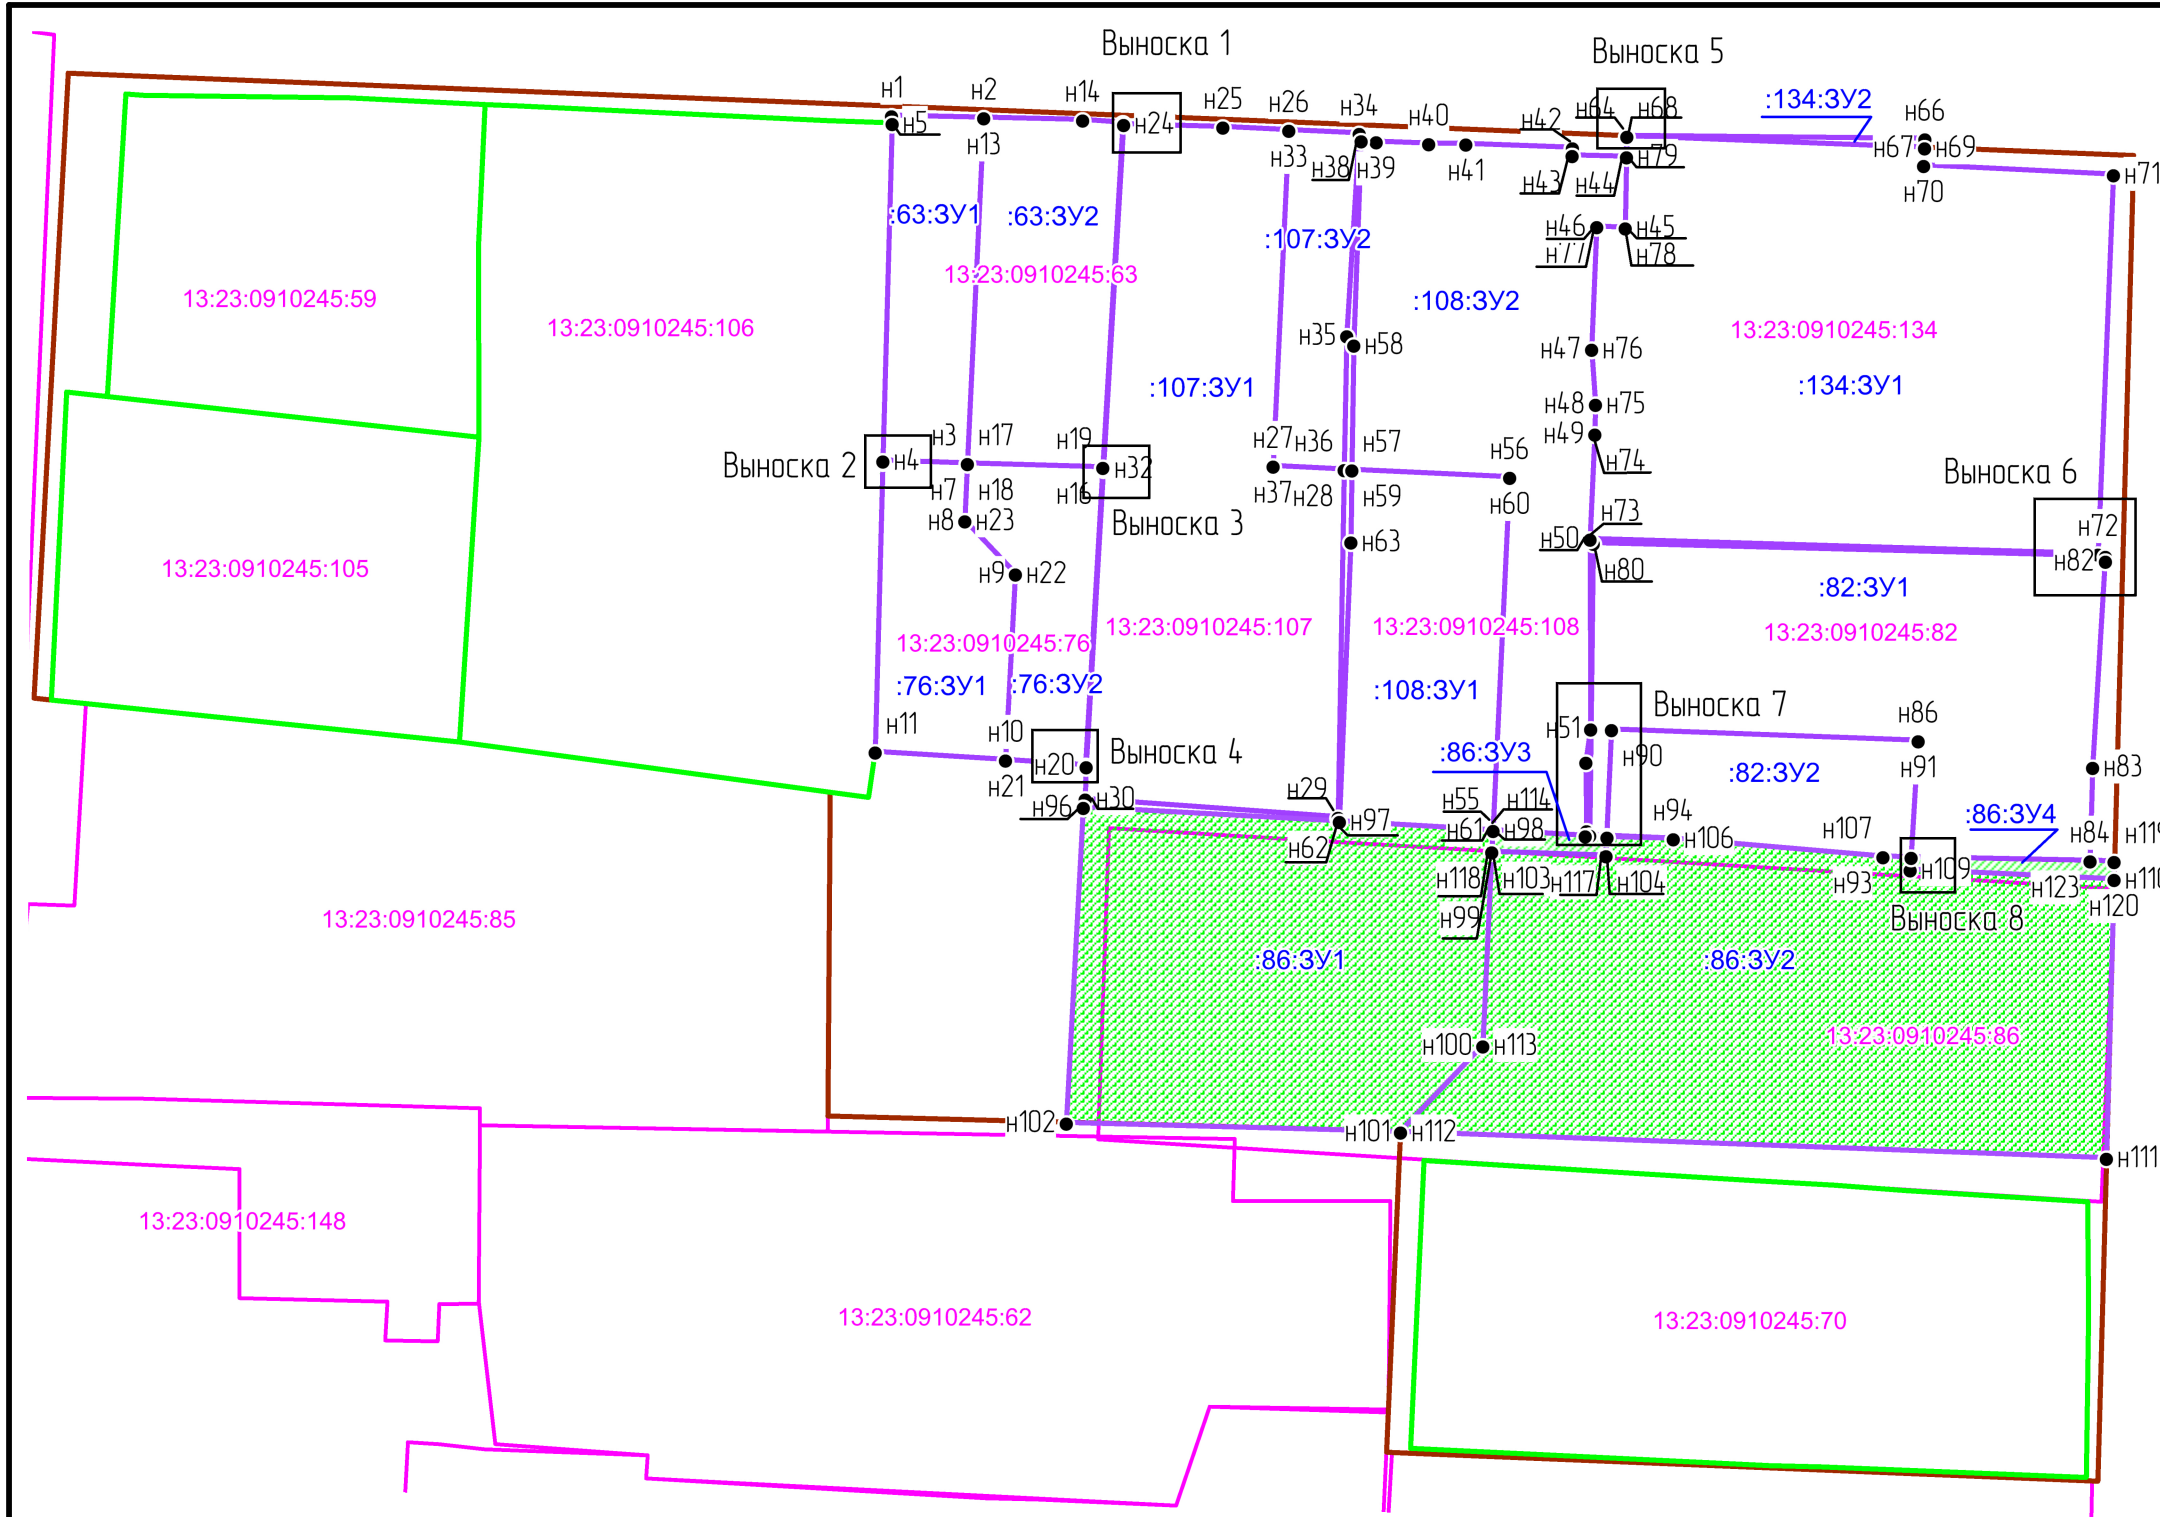 Выноска 1
Выноска 5
н1
н2
н14
н25
н26
н34
н40
н42
н64
н68
:134:ЗУ2
н66
н5
н13
н24
н33
н38
н39
н41
н43
н44
н79
н67
н69
н70
н71
:63:ЗУ1
:63:ЗУ2
:107:ЗУ2
н46
н45
н77
н78
13:23:0910245:63
13:23:0910245:59
13:23:0910245:106
:108:ЗУ2
13:23:0910245:134
н35
н58
н47
н76
:107:ЗУ1
:134:ЗУ1
н48
н75
н49
н74
Выноска 2
н3
н4
н17
н19
н32
н27
н36
н57
н56
Выноска 6
н7
н18
н16
н37
н28
н59
н60
н8
н23
Выноска 3
н73
н72
н50
н63
н80
н82
13:23:0910245:105
н9
н22
:82:ЗУ1
13:23:0910245:76
13:23:0910245:107
13:23:0910245:108
13:23:0910245:82
:76:ЗУ1
:76:ЗУ2
:108:ЗУ1
Выноска 7
н11
н10
н51
н86
Выноска 4
:86:ЗУ3
н90
н21
н20
:82:ЗУ2
н91
н83
н29
н30
н96
н97
н55
н114
н61
н98
н94
н106
н107
:86:ЗУ4
н84
н119
н62
н118
н103
н117
н104
н93
н109
н123
н110
н120
н99
Выноска 8
13:23:0910245:85
:86:ЗУ1
:86:ЗУ2
13:23:0910245:86
н100
н113
н102
н101
н112
н111
13:23:0910245:148
13:23:0910245:62
13:23:0910245:70